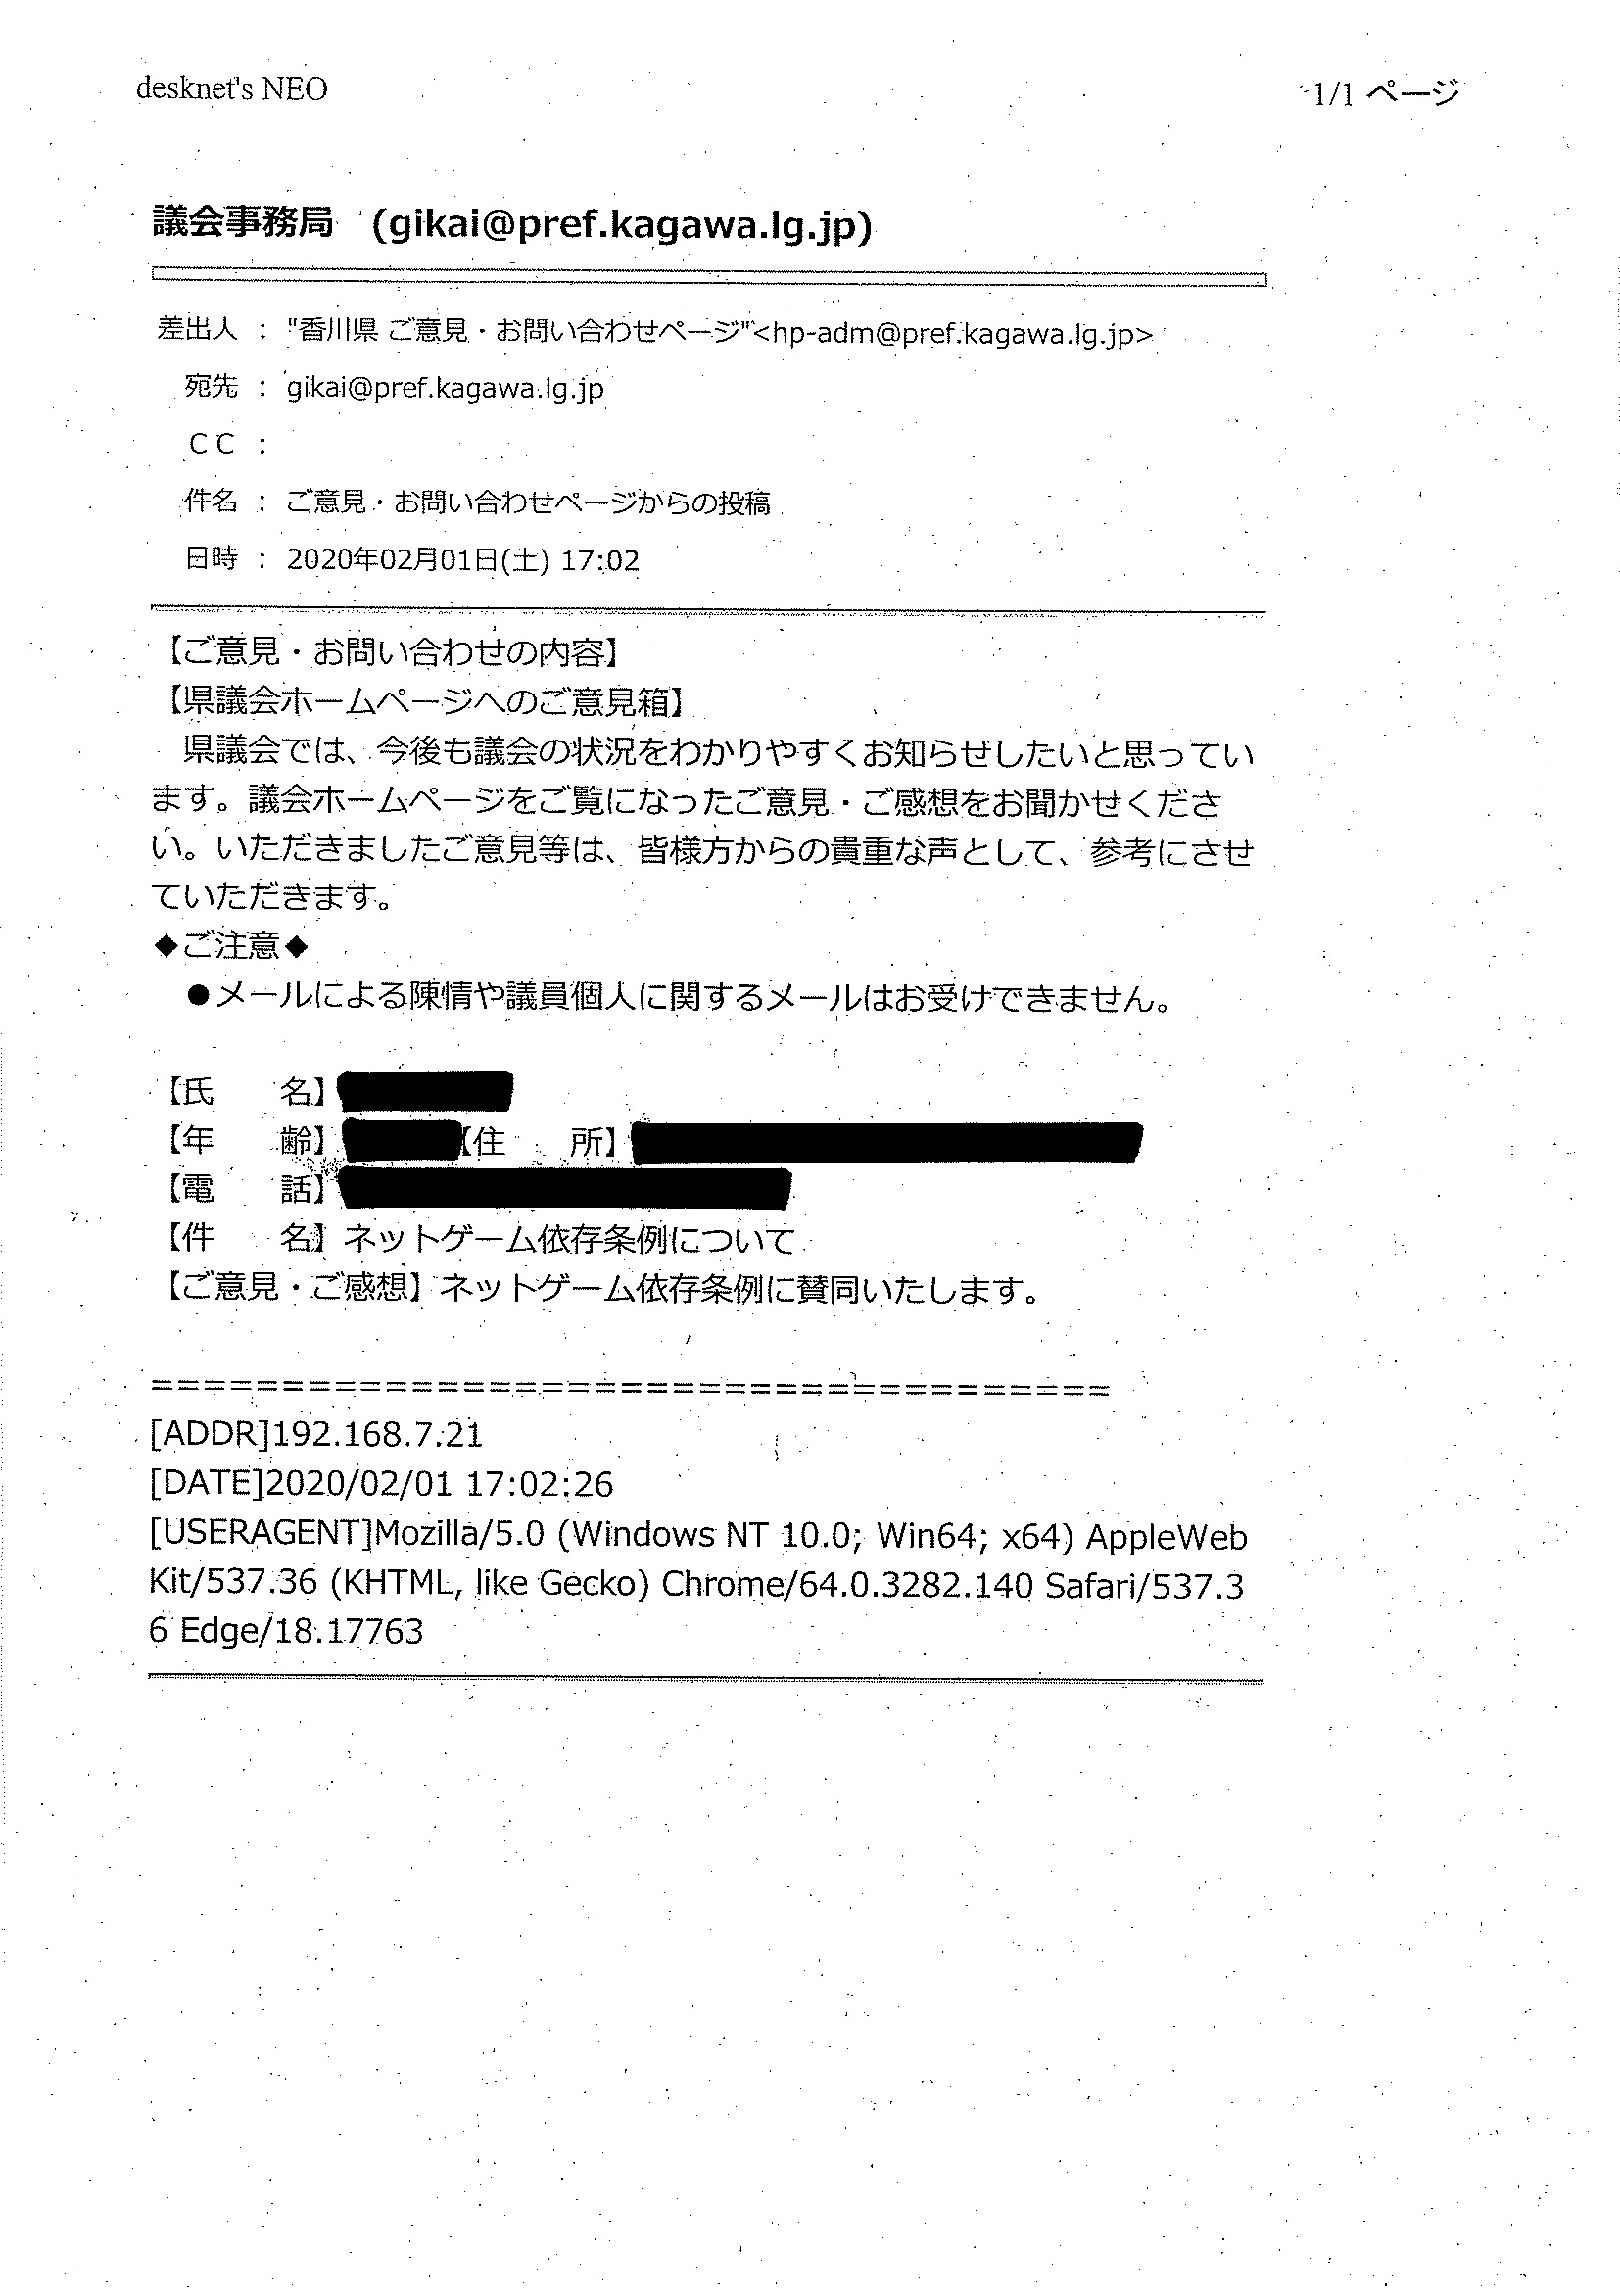 desknet's NEO
1/1 ページ
議会事務局 (gikai@pref.kagawa.lg.jp)
差出人 : "香川県 ご意見・お問い合わせページ"<hp-adm@pref.kagawa.lg.jp>
宛先 : gikai@pref.kagawa.lg.jp
CC :
件名 : ご意見・お問い合わせページからの投稿
日時 : 2020年02月01日(土) 17:02
【ご意見・お問い合わせの内容】
【県議会ホームページへのご意見箱】
県議会では、今後も議会の状況をわかりやすくお知らせしたいと思ってい
ます。議会ホームページをご覧になったご意見・ご感想をお聞かせくださ
い。いただきましたご意見等は、皆様方からの貴重な声として、参考にさせ
ていただきます。
◆ご注意◆
●メールによる陳情や議員個人に関するメールはお受けできません。
【氏　　名】
【年　　齢】【住　　所】
【電　　話】
【件　　名】ネットゲーム依存条例について
【ご意見・ご感想】ネットゲーム依存条例に賛同いたします。
=====================================
[ADDR]192.168.7.21
[DATE]2020/02/01 17:02:26
[USERAGENT]Mozilla/5.0 (Windows NT 10.0; Win64; x64) AppleWeb
Kit/537.36 (KHTML, like Gecko) Chrome/64.0.3282.140 Safari/537.3
6 Edge/18.17763